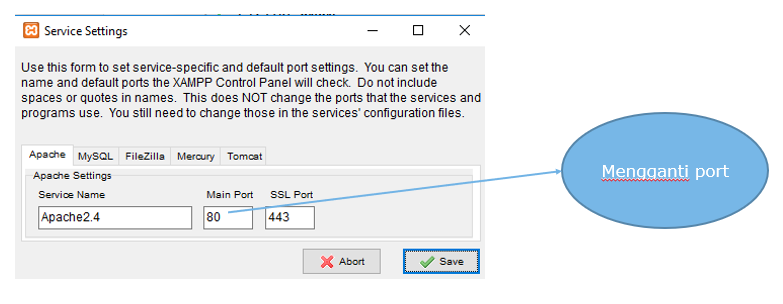 Service Settings
Use this form to set service-specific and default port settings. You can set the
name and default ports the XAMPP Control Panel will check. Do not include
spaces or quotes in names. This does NOT change the ports that the services and
programs use. You still need to change those in the services' configuration files.
Apache MySQL FileZilla Mercury Tomcat
Apache Settings
Service Name Main Port SSL Port
Apache2.4 80 443
Abort Save
Mengganti port